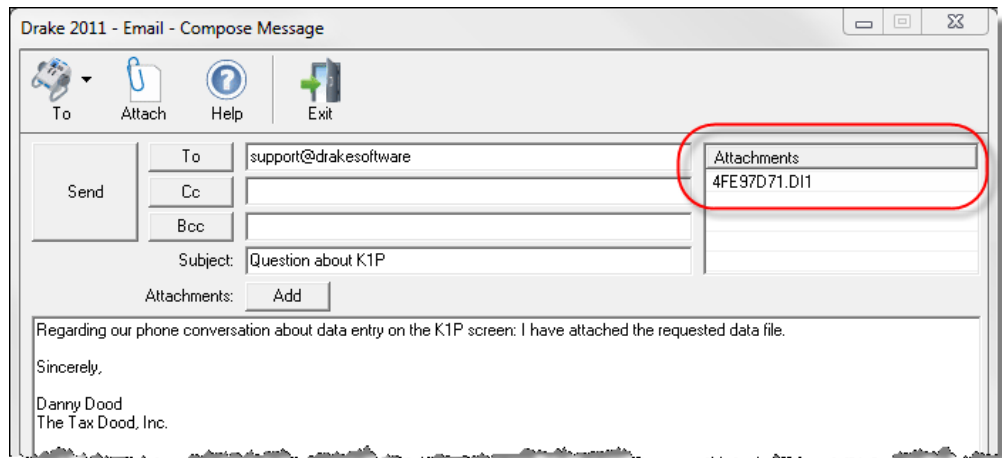 Drake 2011 - Email - Compose Message
To Attach Help Exit
To support@drakesoftware
Attachments
4FE97D71.DI1
Send
Cc
Bcc
Subject: Question about K1P
Attachments: Add
Regarding our phone conversation about data entry on the K1P screen: I have attached the requested data file.
Sincerely,
Danny Dood
The Tax Dood, Inc.